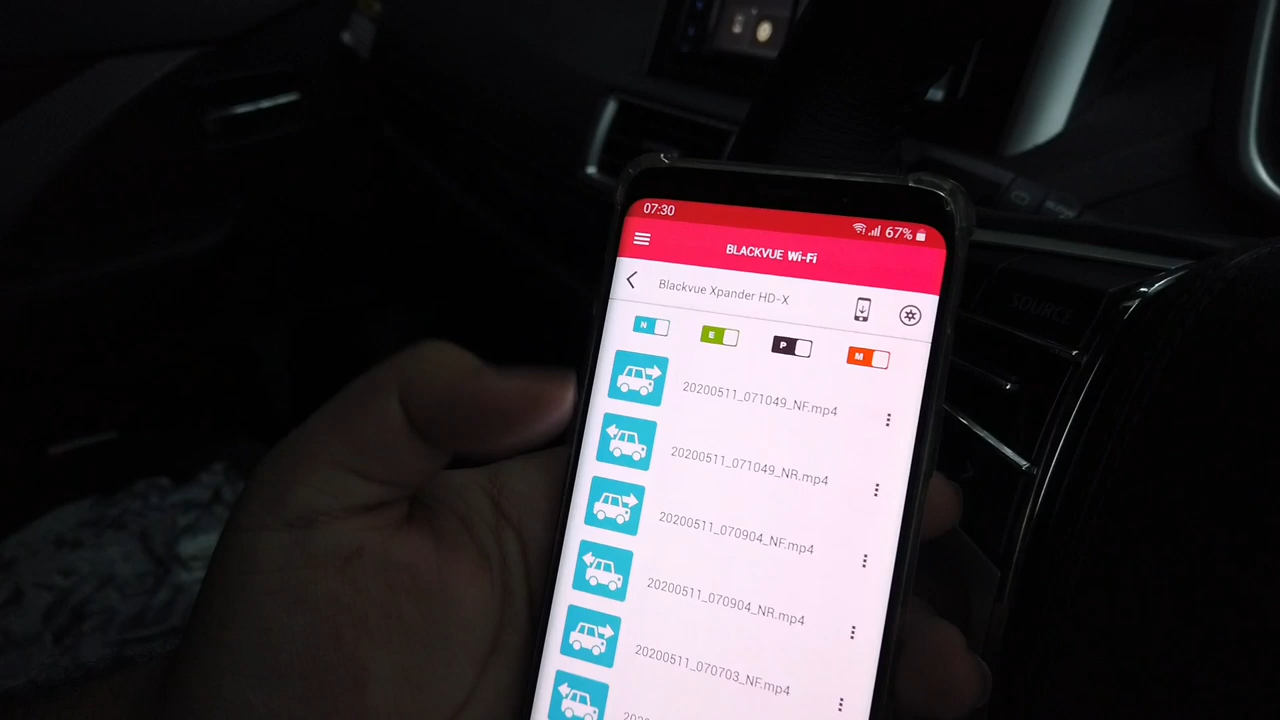 07:30 67%
BLACKVUE Wi-Fi
Blackvue Xpander HD-X
N E P M
20200511_071049_NF.mp4
20200511_071049_NR.mp4
20200511_070904_NF.mp4
20200511_070904_NR.mp4
20200511_070703_NF.mp4
SOURCE